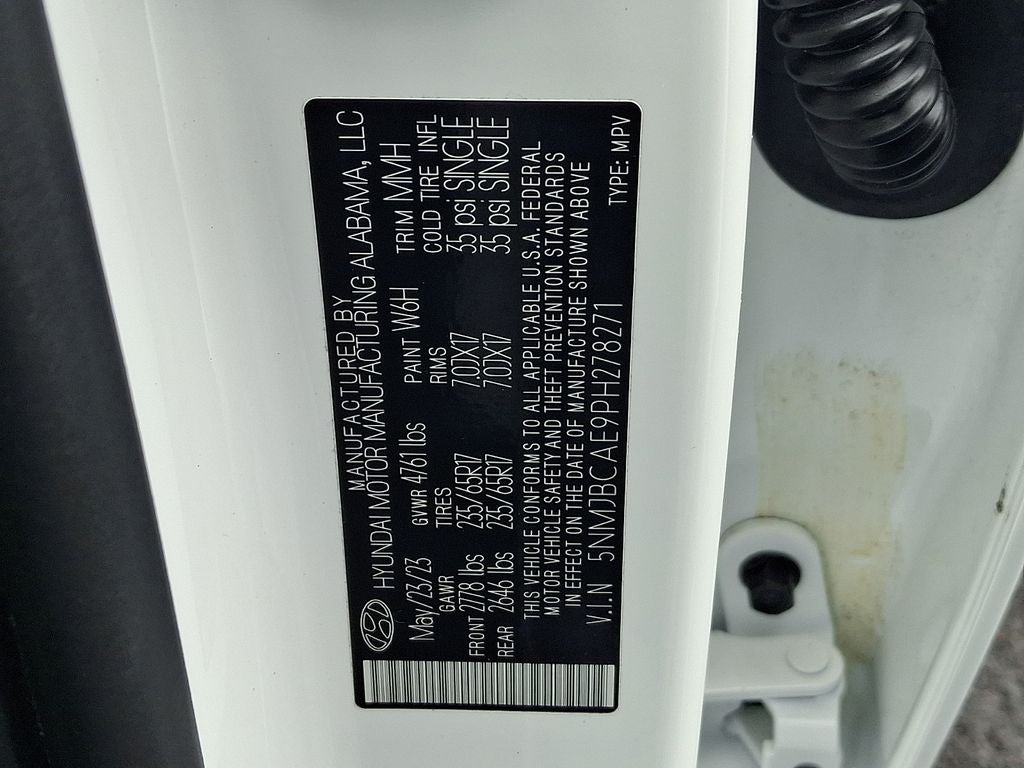 MANUFACTURED BY
HYUNDAI MOTOR MANUFACTURING ALABAMA, LLC
May/23/23 GVWR 4761 lbs PAINT W6H TRIM MMH
GAWR TIRES RIMS COLD TIRE INFL
FRONT 2778 lbs 235/65R17 7.0JX17 35 psi SINGLE
REAR 2646 lbs 235/65R17 7.0JX17 35 psi SINGLE
THIS VEHICLE CONFORMS TO ALL APPLICABLE U.S.A. FEDERAL
MOTOR VEHICLE SAFETY AND THEFT PREVENTION STANDARDS
IN EFFECT ON THE DATE OF MANUFACTURE SHOWN ABOVE
V.I.N 5NMJBCAE9PH278271 TYPE: MPV